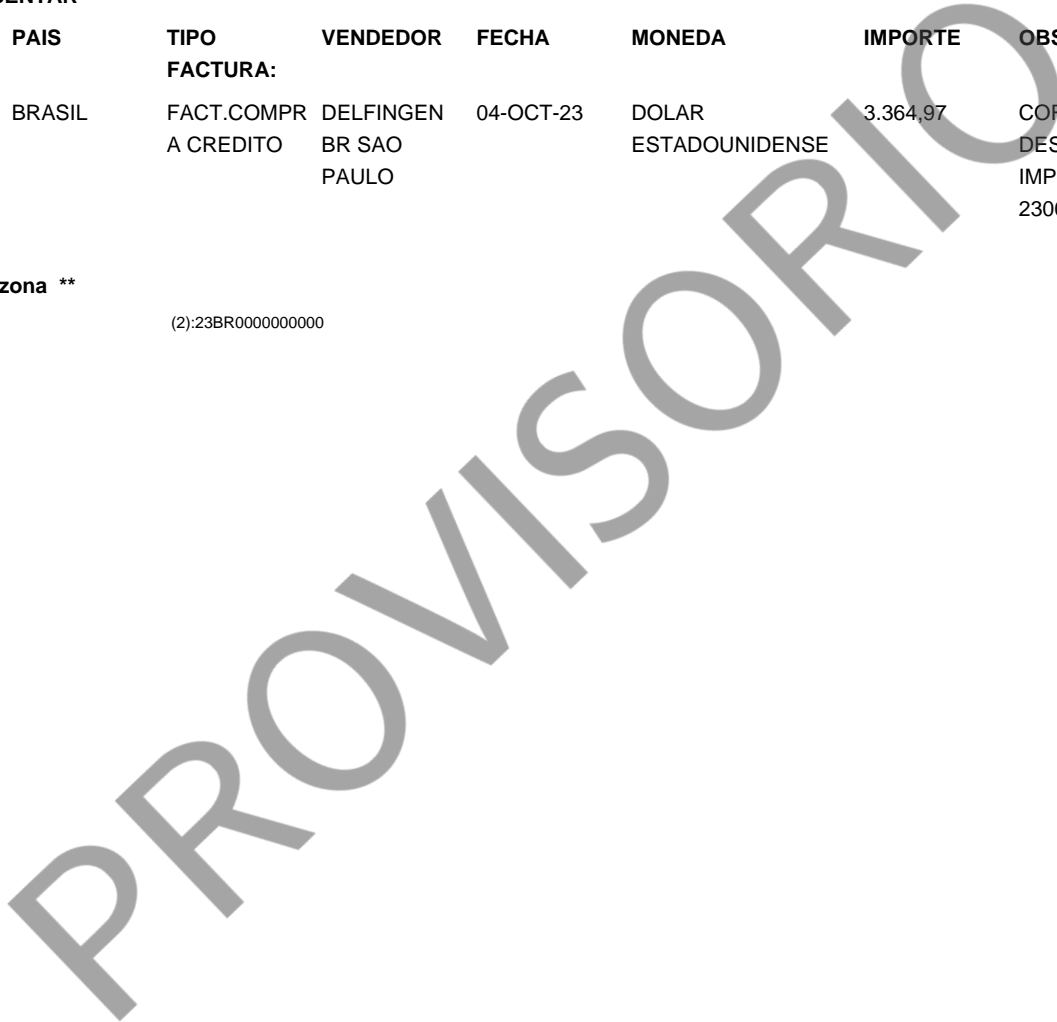 PAIS TIPO VENDEDOR FECHA MONEDA IMPORTE
FACTURA:
BRASIL FACT.COMPR DELFINGEN 04-OCT-23 DOLAR 3.364,97
A CREDITO BR SAO ESTADOUNIDENSE
PAULO
zona **
(2):23BR0000000000
PROVISORIO